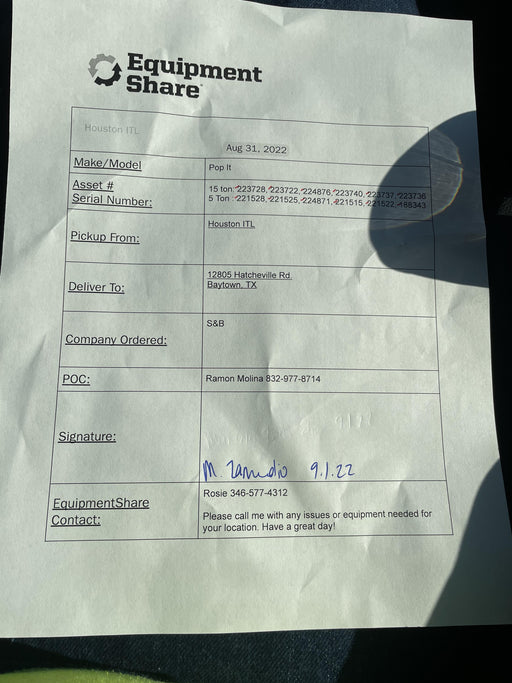 Equipment
Share
Houston ITL
Aug 31, 2022
Make/Model
Pop It
Asset #
Serial Number:
15 ton: 223728, 223722, 224876, 223740, 223737, 223736
5 Ton : 221528, 221525, 224871, 221515, 221522, 488343
Pickup From:
Houston ITL
Deliver To:
12805 Hatcheville Rd.
Baytown, TX
Company Ordered:
S&B
POC:
Ramon Molina 832-977-8714
Signature:
M. 9.1.22
EquipmentShare
Contact:
Rosie 346-577-4312
Please call me with any issues or equipment needed for
your location. Have a great day!